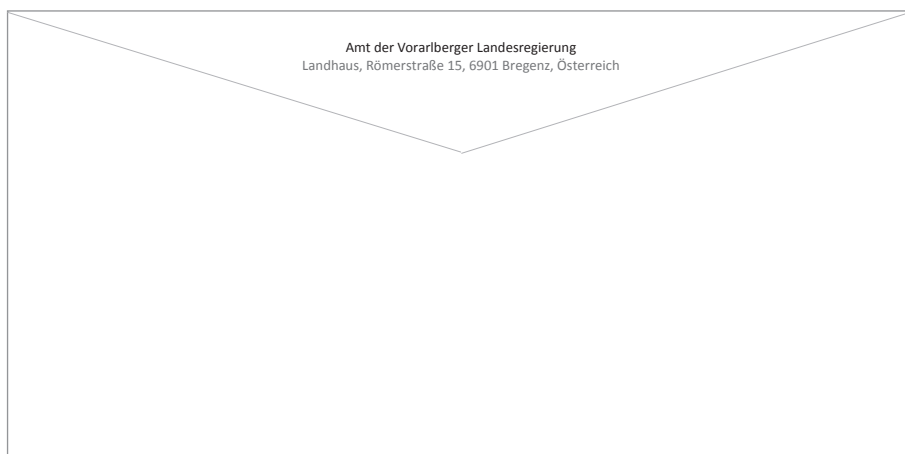 Amt der Vorarlberger Landesregierung
Landhaus, Römerstraße 15, 6901 Bregenz, Österreich